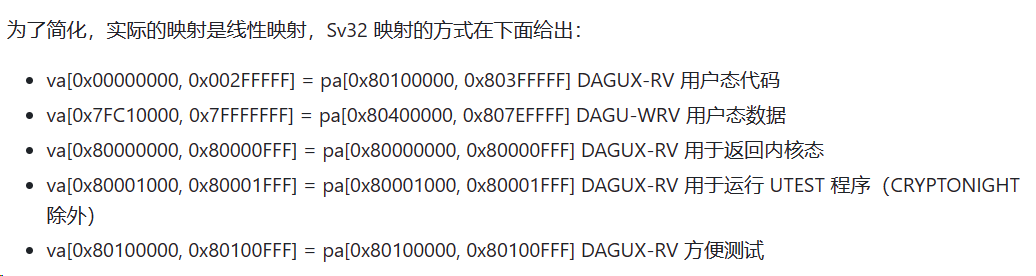 为了简化，实际的映射是线性映射，Sv32 映射的方式在下面给出：
• va[0x00000000, 0x002FFFFF] = pa[0x80100000, 0x803FFFFF] DAGUX-RV 用户态代码
• va[0x7FC10000, 0x7FFFFFFF] = pa[0x80400000, 0x807EFFFF] DAGU-WRV 用户态数据
• va[0x80000000, 0x80000FFF] = pa[0x80000000, 0x80000FFF] DAGUX-RV 用于返回内核态
• va[0x80001000, 0x80001FFF] = pa[0x80001000, 0x80001FFF] DAGUX-RV 用于运行 UTEST 程序（CRYPTONIGHT
除外）
• va[0x80100000, 0x80100FFF] = pa[0x80100000, 0x80100FFF] DAGUX-RV 方便测试